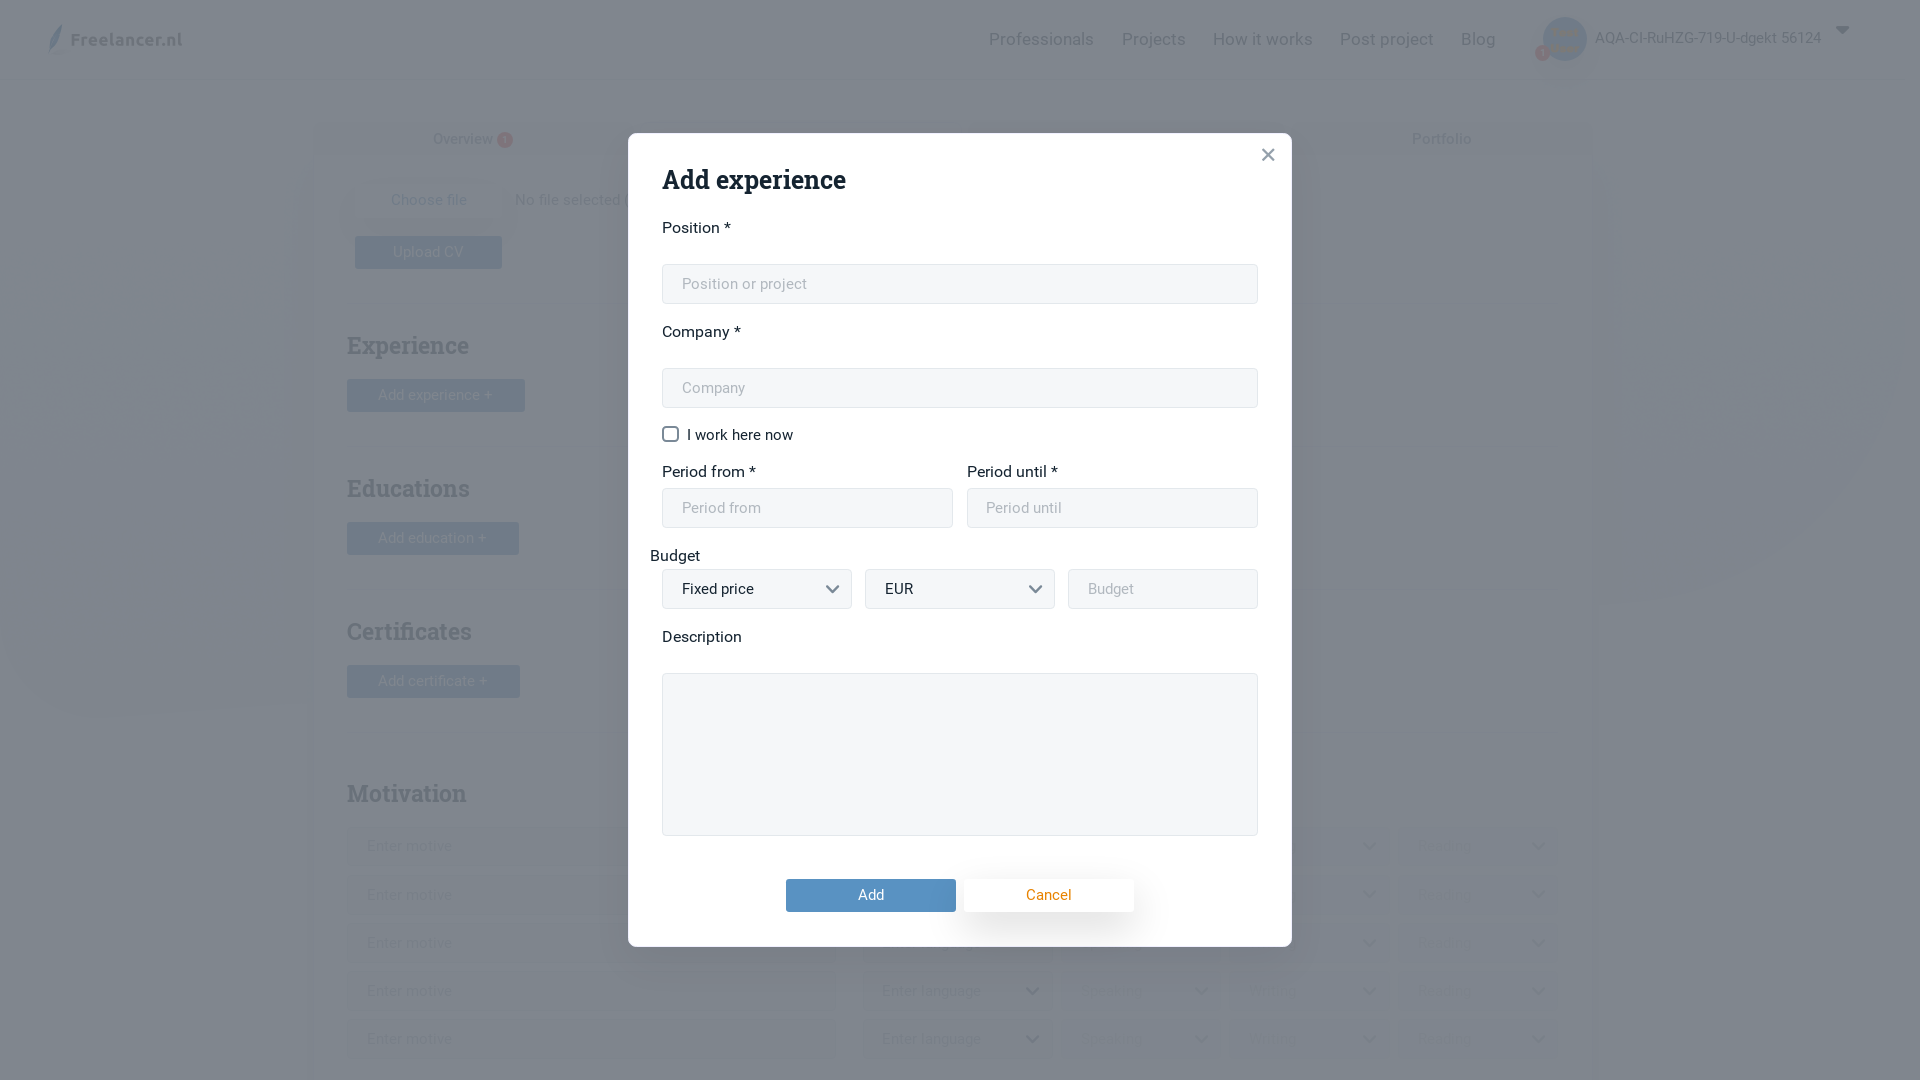 Freelancer.nl
Professionals
Projects
How it works
Post project
Blog
1
AQA-CI-RuHZG-719-U-dgekt 56124
Overview
Portfolio
Choose file
No file selected
Upload CV
Experience
Add experience +
Educations
Add education +
Certificates
Add certificate +
Motivation
Enter motive
Enter motive
Enter motive
Enter motive
Enter language
Enter motive
Enter language
Add experience
Position *
Position or project
Company *
Company
I work here now
Period from *
Period until *
Period from
Period until
Budget
Fixed price
EUR
Budget
Description
Add
Cancel